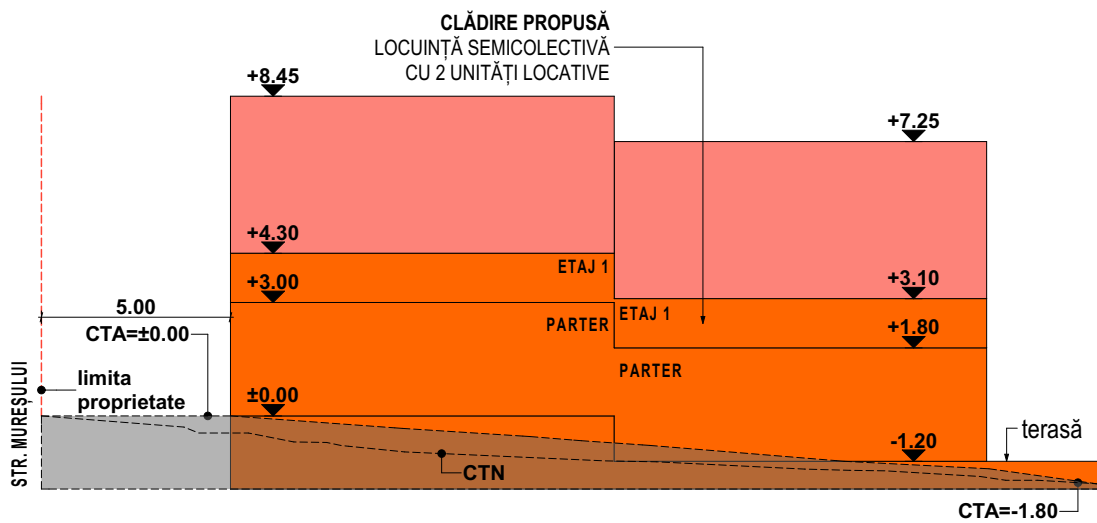 CLĂDIRE PROPUSĂ
LOCUINȚĂ SEMICOLECTIVĂ
CU 2 UNITĂȚI LOCATIVE
+8.45
+7.25
+4.30
ETAJ 1
+3.00
+3.10
ETAJ 1
5.00
PARTER
CTA=±0.00
+1.80
PARTER
limita
proprietate
±0.00
STR. MUREȘULUI
-1.20
terasă
CTN
CTA=-1.80